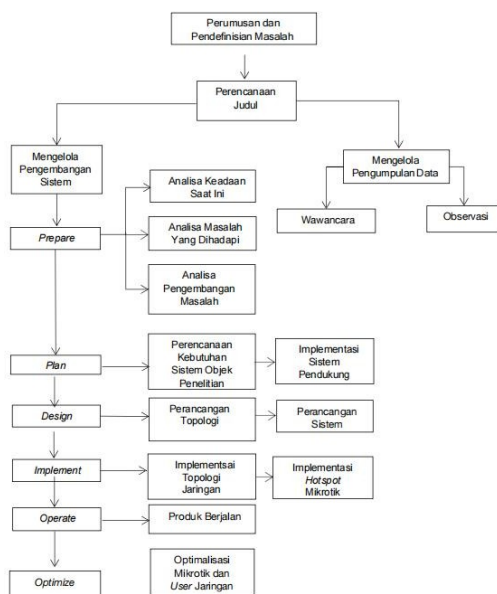 Perumusan dan
Pendefinisian Masalah
Perencanaan
Judul
Mengelola
Pengembangan
Sistem
Mengelola
Pengumpulan Data
Analisa Keadaan
Saat Ini
Wawancara
Observasi
Prepare
Analisa Masalah
Yang Dihadapi
Analisa
Pengembangan
Masalah
Plan
Perencanaan
Kebutuhan
Sistem Objek
Penelitian
Implementasi
Sistem
Pendukung
Design
Perancangan
Topologi
Perancangan
Sistem
Implement
Implementsai
Topologi
Jaringan
Implementasi
Hotspot
Mikrotik
Operate
Produk Berjalan
Optimize
Optimalisasi
Mikrotik dan
User Jaringan